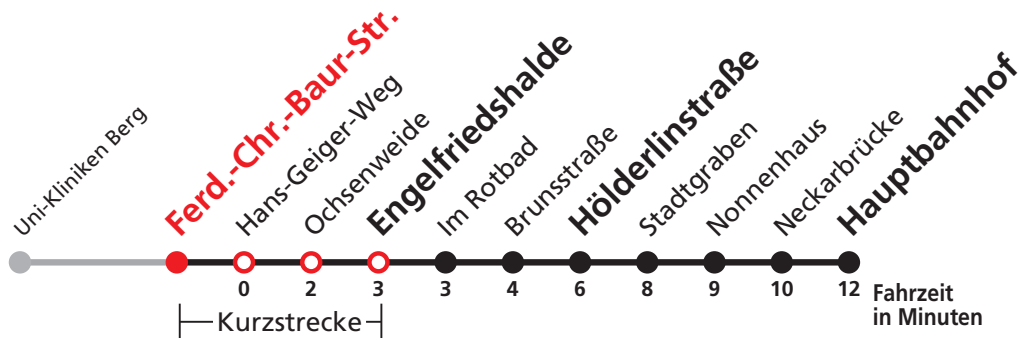 Uni-Kliniken Berg
Ferd.-Chr.-Baur-Str.
Hans-Geiger-Weg
Ochsenweide
Engelfriedshalde
Im Rotbad
Brunsstraße
Hölderlinstraße
Stadtgraben
Nonnenhaus
Neckarbrücke
Hauptbahnhof
0 2 3 3 4 6 8 9 10 12 Fahrzeit
in Minuten
Kurzstrecke